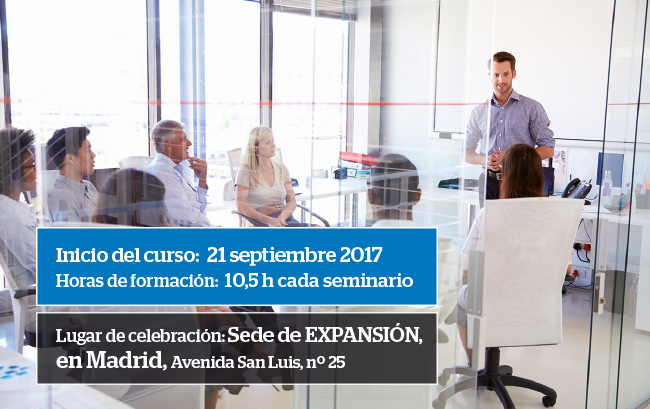 Inicio del curso: 21 septiembre 2017
Horas de formación: 10,5 h cada seminario
Lugar de celebración: Sede de EXPANSIÓN,
en Madrid, Avenida San Luis, nº 25